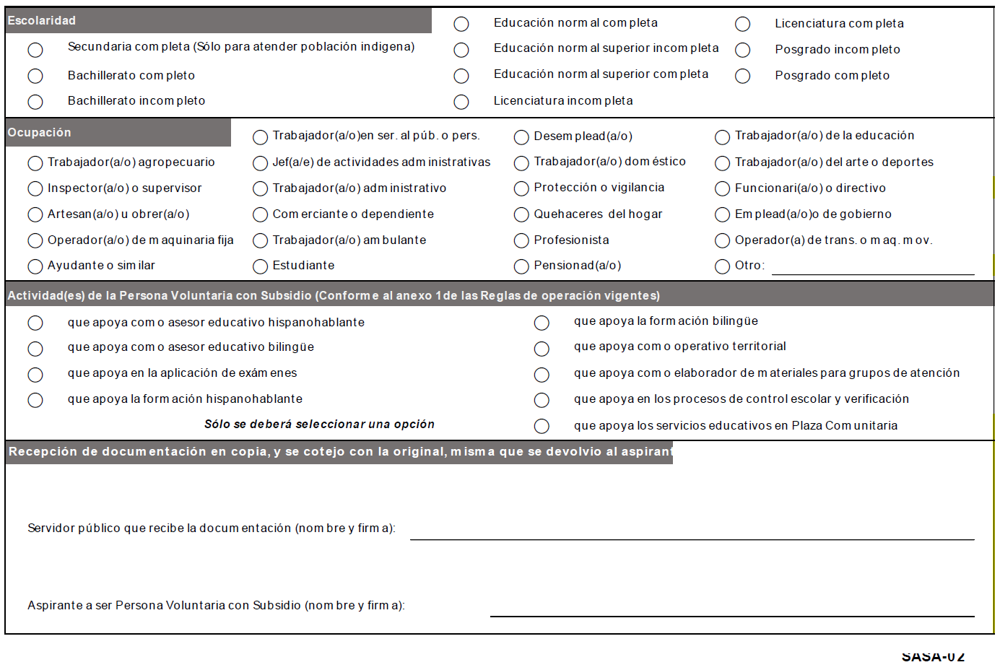 Escolaridad
Secundaria completa (Sólo para atender población indigena)
Bachillerato completo
Bachillerato incompleto
Educación normal completa
Educación normal superior incompleta
Educación normal superior completa
Licenciatura incompleta
Licenciatura completa
Posgrado incompleto
Posgrado completo
Ocupación
Trabajador(a/o) agropecuario
Inspector(a/o) o supervisor
Artesan(a/o) u obrer(a/o)
Operador(a/o) de maquinaria fija
Ayudante o similar
Trabajador(a/o)en ser. al púb. o pers.
Jef(a/e) de actividades administrativas
Trabajador(a/o) administrativo
Comerciante o dependiente
Trabajador(a/o) ambulante
Estudiante
Desemplead(a/o)
Trabajador(a/o) doméstico
Protección o vigilancia
Quehaceres del hogar
Profesionista
Pensionad(a/o)
Trabajador(a/o) de la educación
Trabajador(a/o) del arte o deportes
Funcionari(a/o) o directivo
Emplead(a/o)o de gobierno
Operador(a) de trans. o maq. mov.
Otro:
Actividad(es) de la Persona Voluntaria con Subsidio (Conforme al anexo 1 de las Reglas de operación vigentes)
que apoya como asesor educativo hispanohablante
que apoya como asesor educativo bilingüe
que apoya en la aplicación de exámenes
que apoya la formación hispanohablante
Sólo se deberá seleccionar una opción
que apoya la formación bilingüe
que apoya como operativo territorial
que apoya como elaborador de materiales para grupos de atención
que apoya en los procesos de control escolar y verificación
que apoya los servicios educativos en Plaza Comunitaria
Recepción de documentación en copia, y se cotejo con la original, misma que se devolvio al aspirant
Servidor público que recibe la documentación (nombre y firma):
Aspirante a ser Persona Voluntaria con Subsidio (nombre y firma):
SASA-02